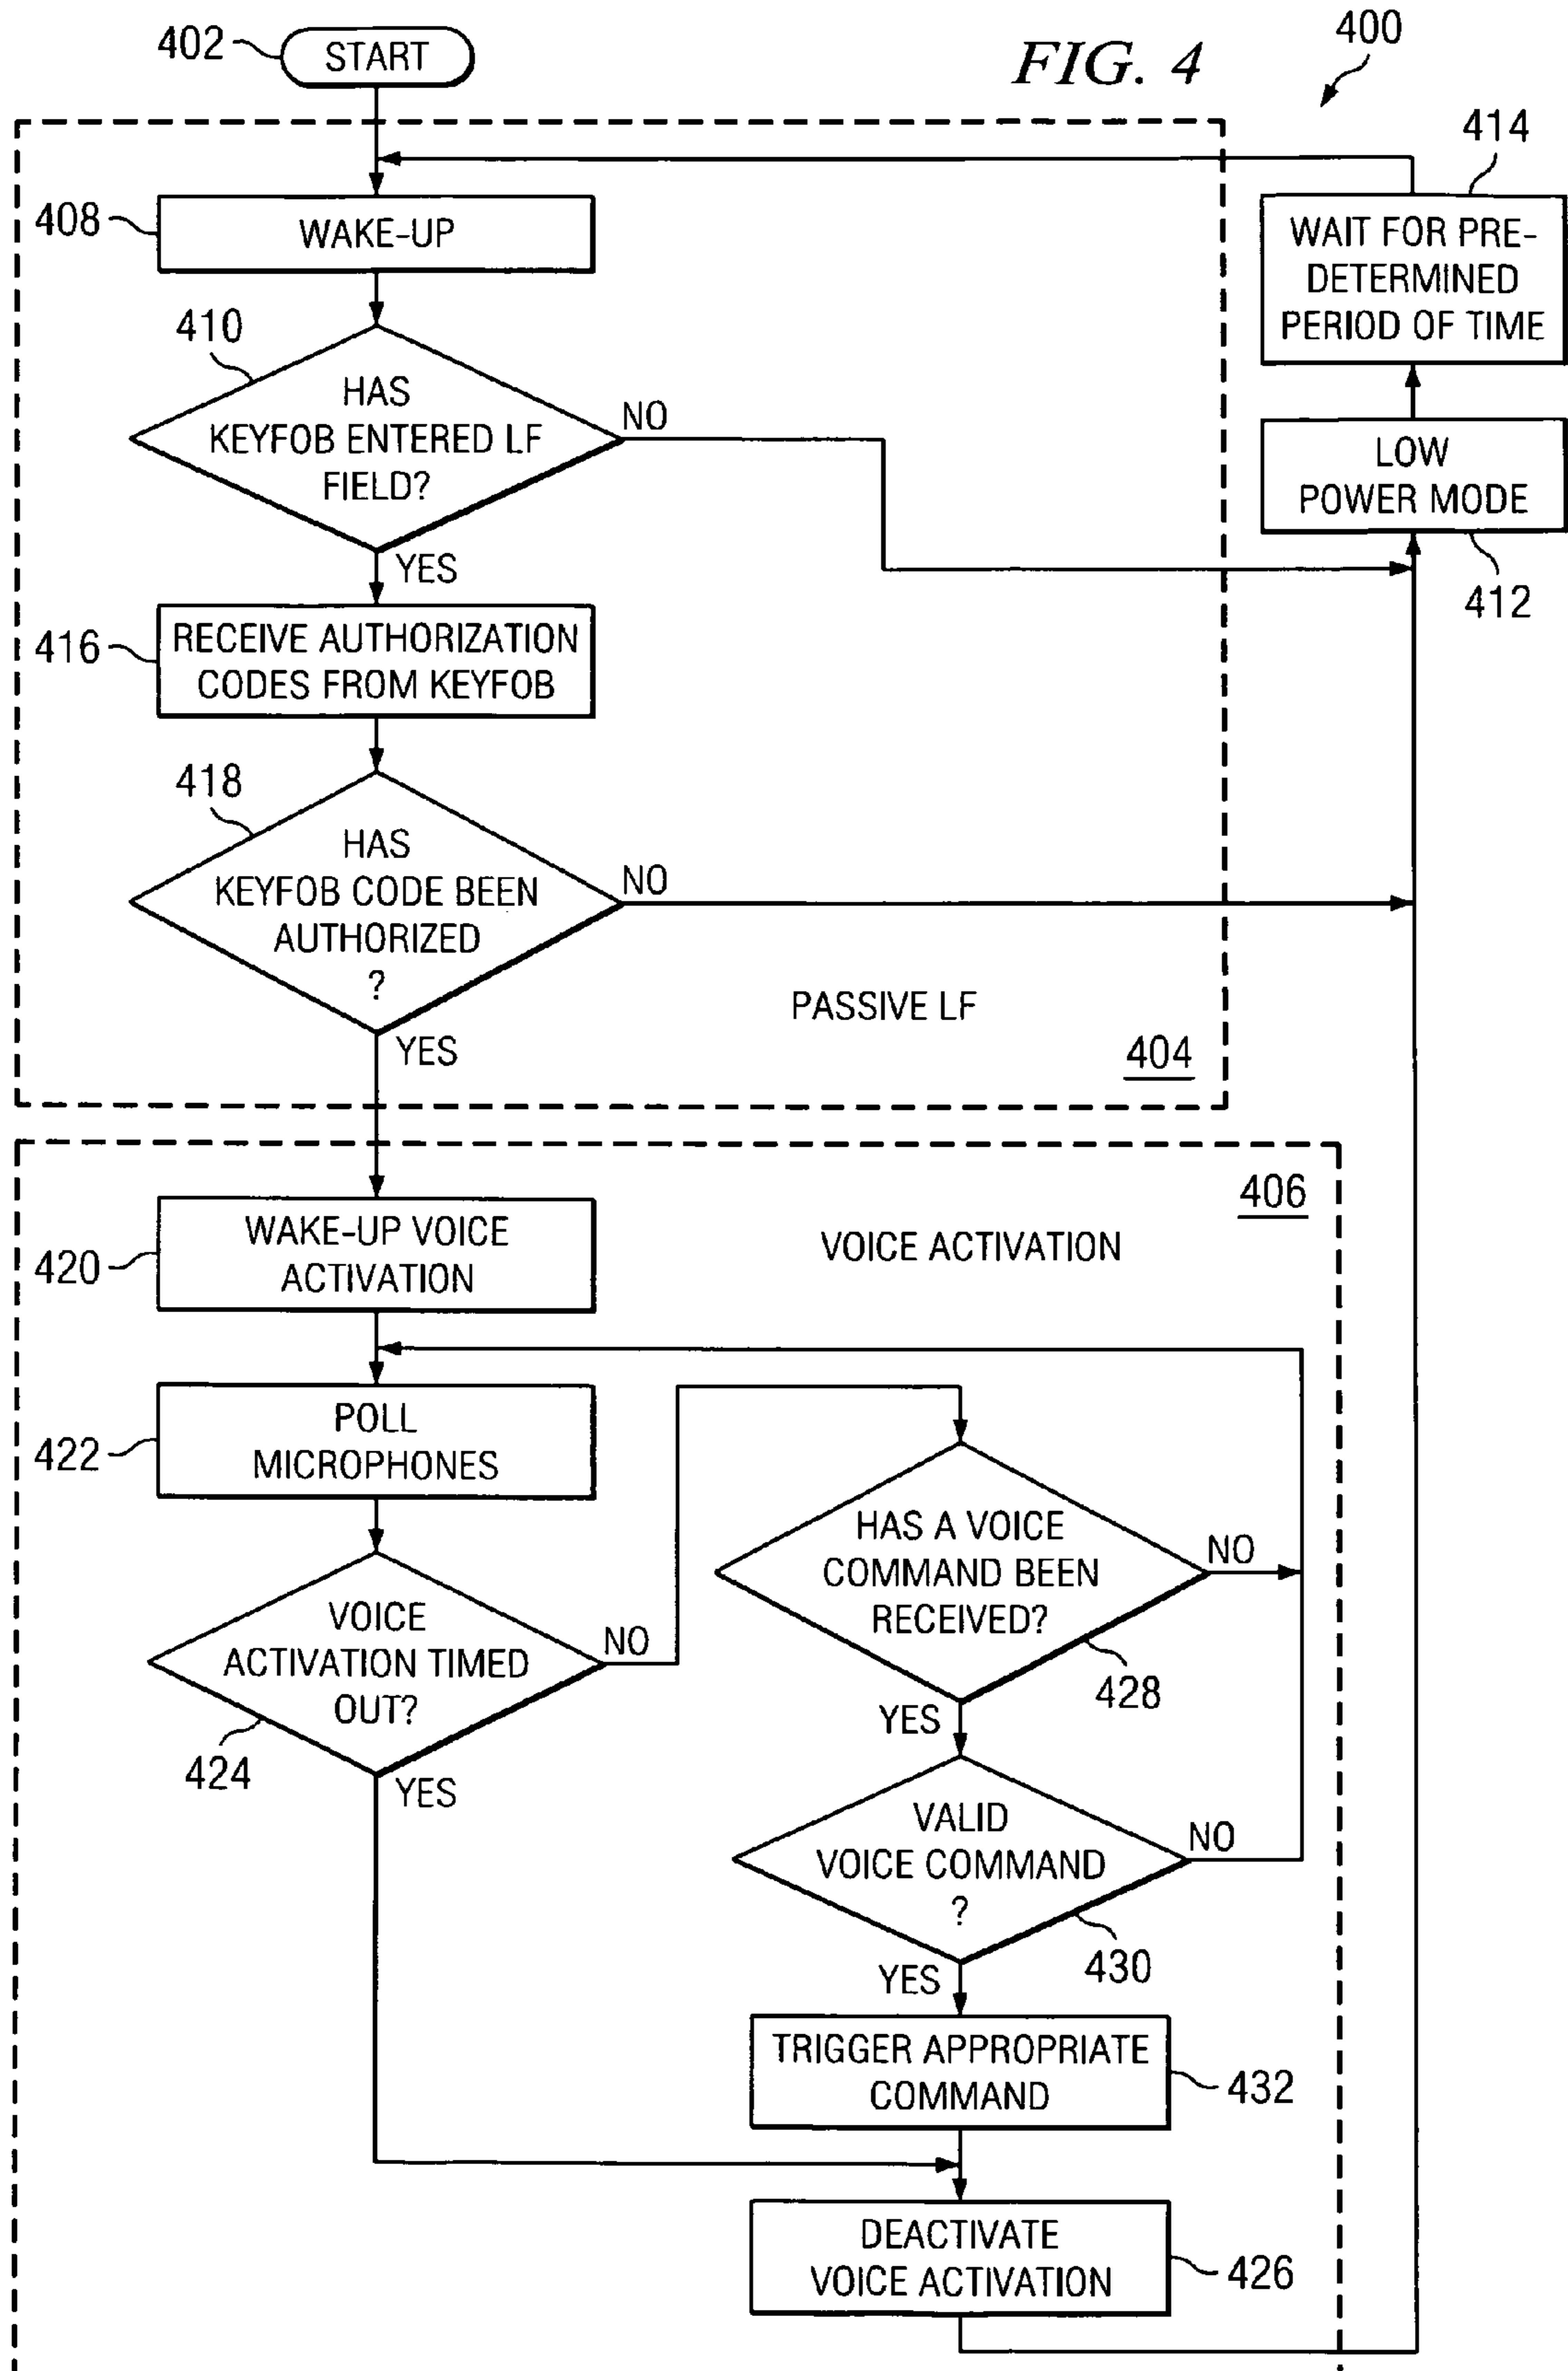 402
START
FIG. 4
400
414
408
WAKE-UP
WAIT FOR PRE-
DETERMINED
PERIOD OF TIME
410
HAS
KEYFOB ENTERED LF
FIELD?
NO
YES
LOW
POWER MODE
412
416
RECEIVE AUTHORIZATION
CODES FROM KEYFOB
418
HAS
KEYFOB CODE BEEN
AUTHORIZED
?
NO
YES
PASSIVE LF
404
406
VOICE ACTIVATION
420
WAKE-UP VOICE
ACTIVATION
422
POLL
MICROPHONES
VOICE
ACTIVATION TIMED
OUT?
NO
424
YES
HAS A VOICE
COMMAND BEEN
RECEIVED?
NO
428
YES
VALID
VOICE COMMAND
?
NO
430
YES
TRIGGER APPROPRIATE
COMMAND
432
DEACTIVATE
VOICE ACTIVATION
426